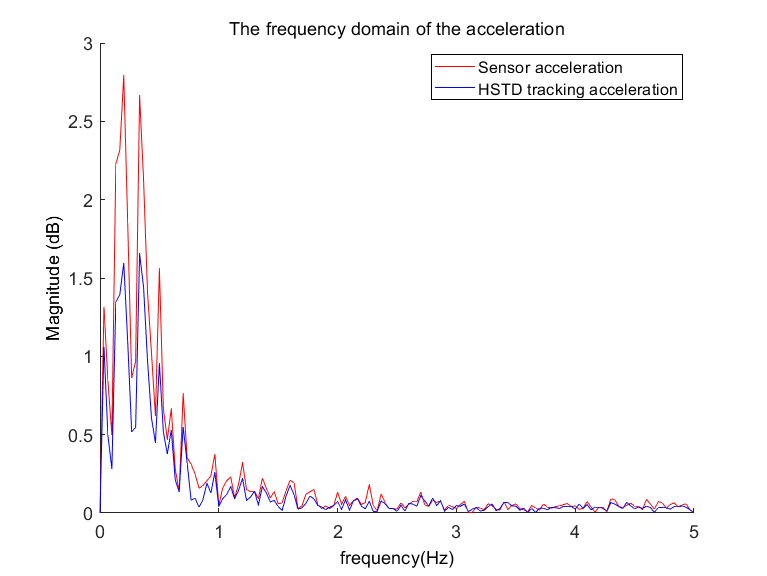 The frequency domain of the acceleration
Sensor acceleration
HSTD tracking acceleration
Magnitude (dB)
3
2.5
2
1.5
1
0.5
0
0 1 2 3 4 5
frequency(Hz)